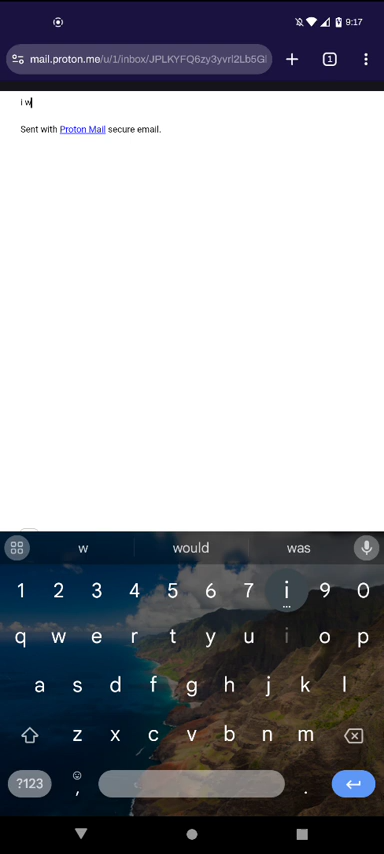 9:17
mail.proton.me/u/1/inbox/JPLKYFQ6zy3yvrl2Lb5G
1
i w
Sent with Proton Mail secure email.
w would was
1 2 3 4 5 6 7 i 9 0
q w e r t y u i o p
a s d f g h j k l
z x c v b n m
?123 , .